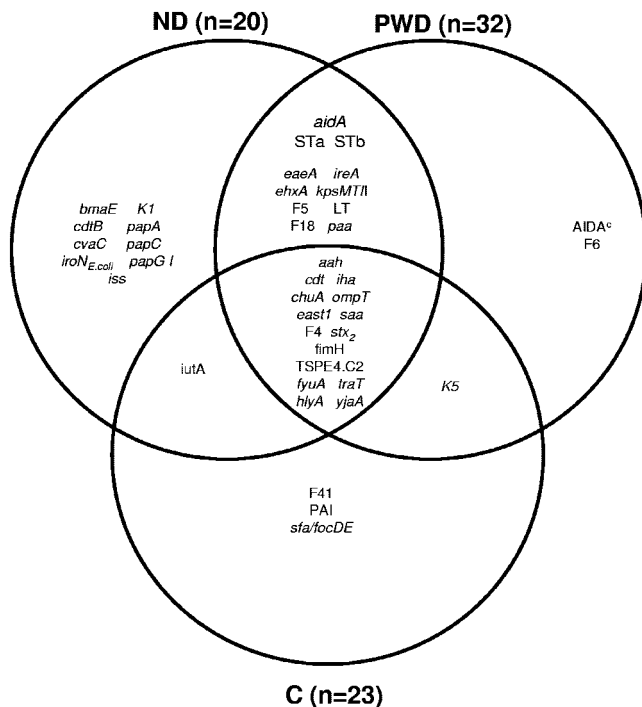 ND (n=20) PWD (n=32)
aidA
STa STb
eaeA ireA
ehxA kpsMTII
F5 LT
F18 paa
bmaE K1
cdtB papA
cvaC papC
iroN E.coli papG I
iss
AIDAᶜ
F6
aah
cdt iha
chuA ompT
east1 saa
F4 stx₂
fimH
TSPE4.C2
fyuA traT
hlyA yjaA
iutA
K5
F41
PAI
sfa/focDE
C (n=23)